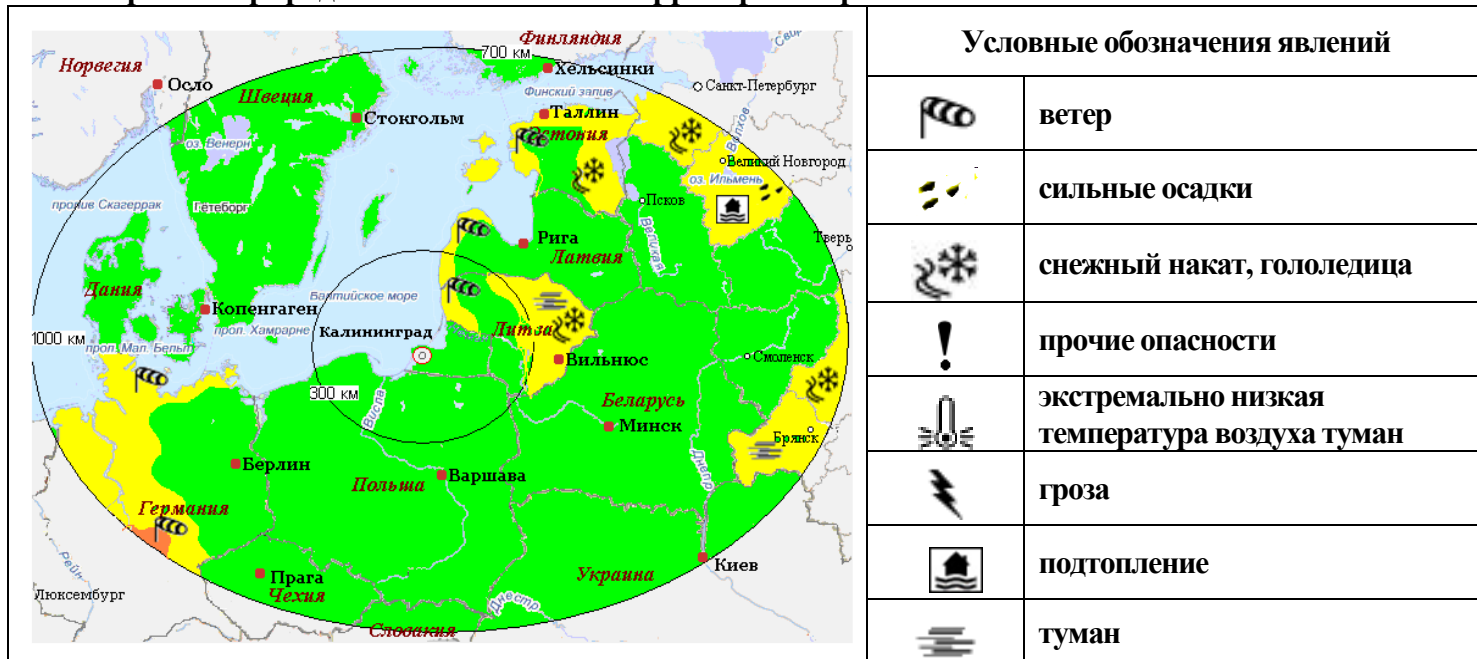 Финляндия
700 км
Норвегия
Хельсинки
Осло
Санкт-Петербург
Швеция
Финский залив
Стокгольм
Таллин
Волхов
оз. Венерн
Великий Новгород
оз. Ильмень
Псков
пролив Скагеррак
Гётеборг
Великая
Рига
Тверь
Латвия
Дания
Балтийское море
Копенгаген
прол. Хамрарне
Калининград
1000 км
прол. Мал. Бельт
Вильнюс
Смоленск
300 км
Висла
Беларусь
Минск
Брянск
Берлин
Варшава
Польша
Днепр
Германия
Рейн
Киев
Прага
Украина
Чехия
Люксембург
Днестр
Словакия
Условные обозначения явлений
ветер
сильные осадки
снежный накат, гололедица
прочие опасности
экстремально низкая
температура воздуха туман
гроза
подтопление
туман